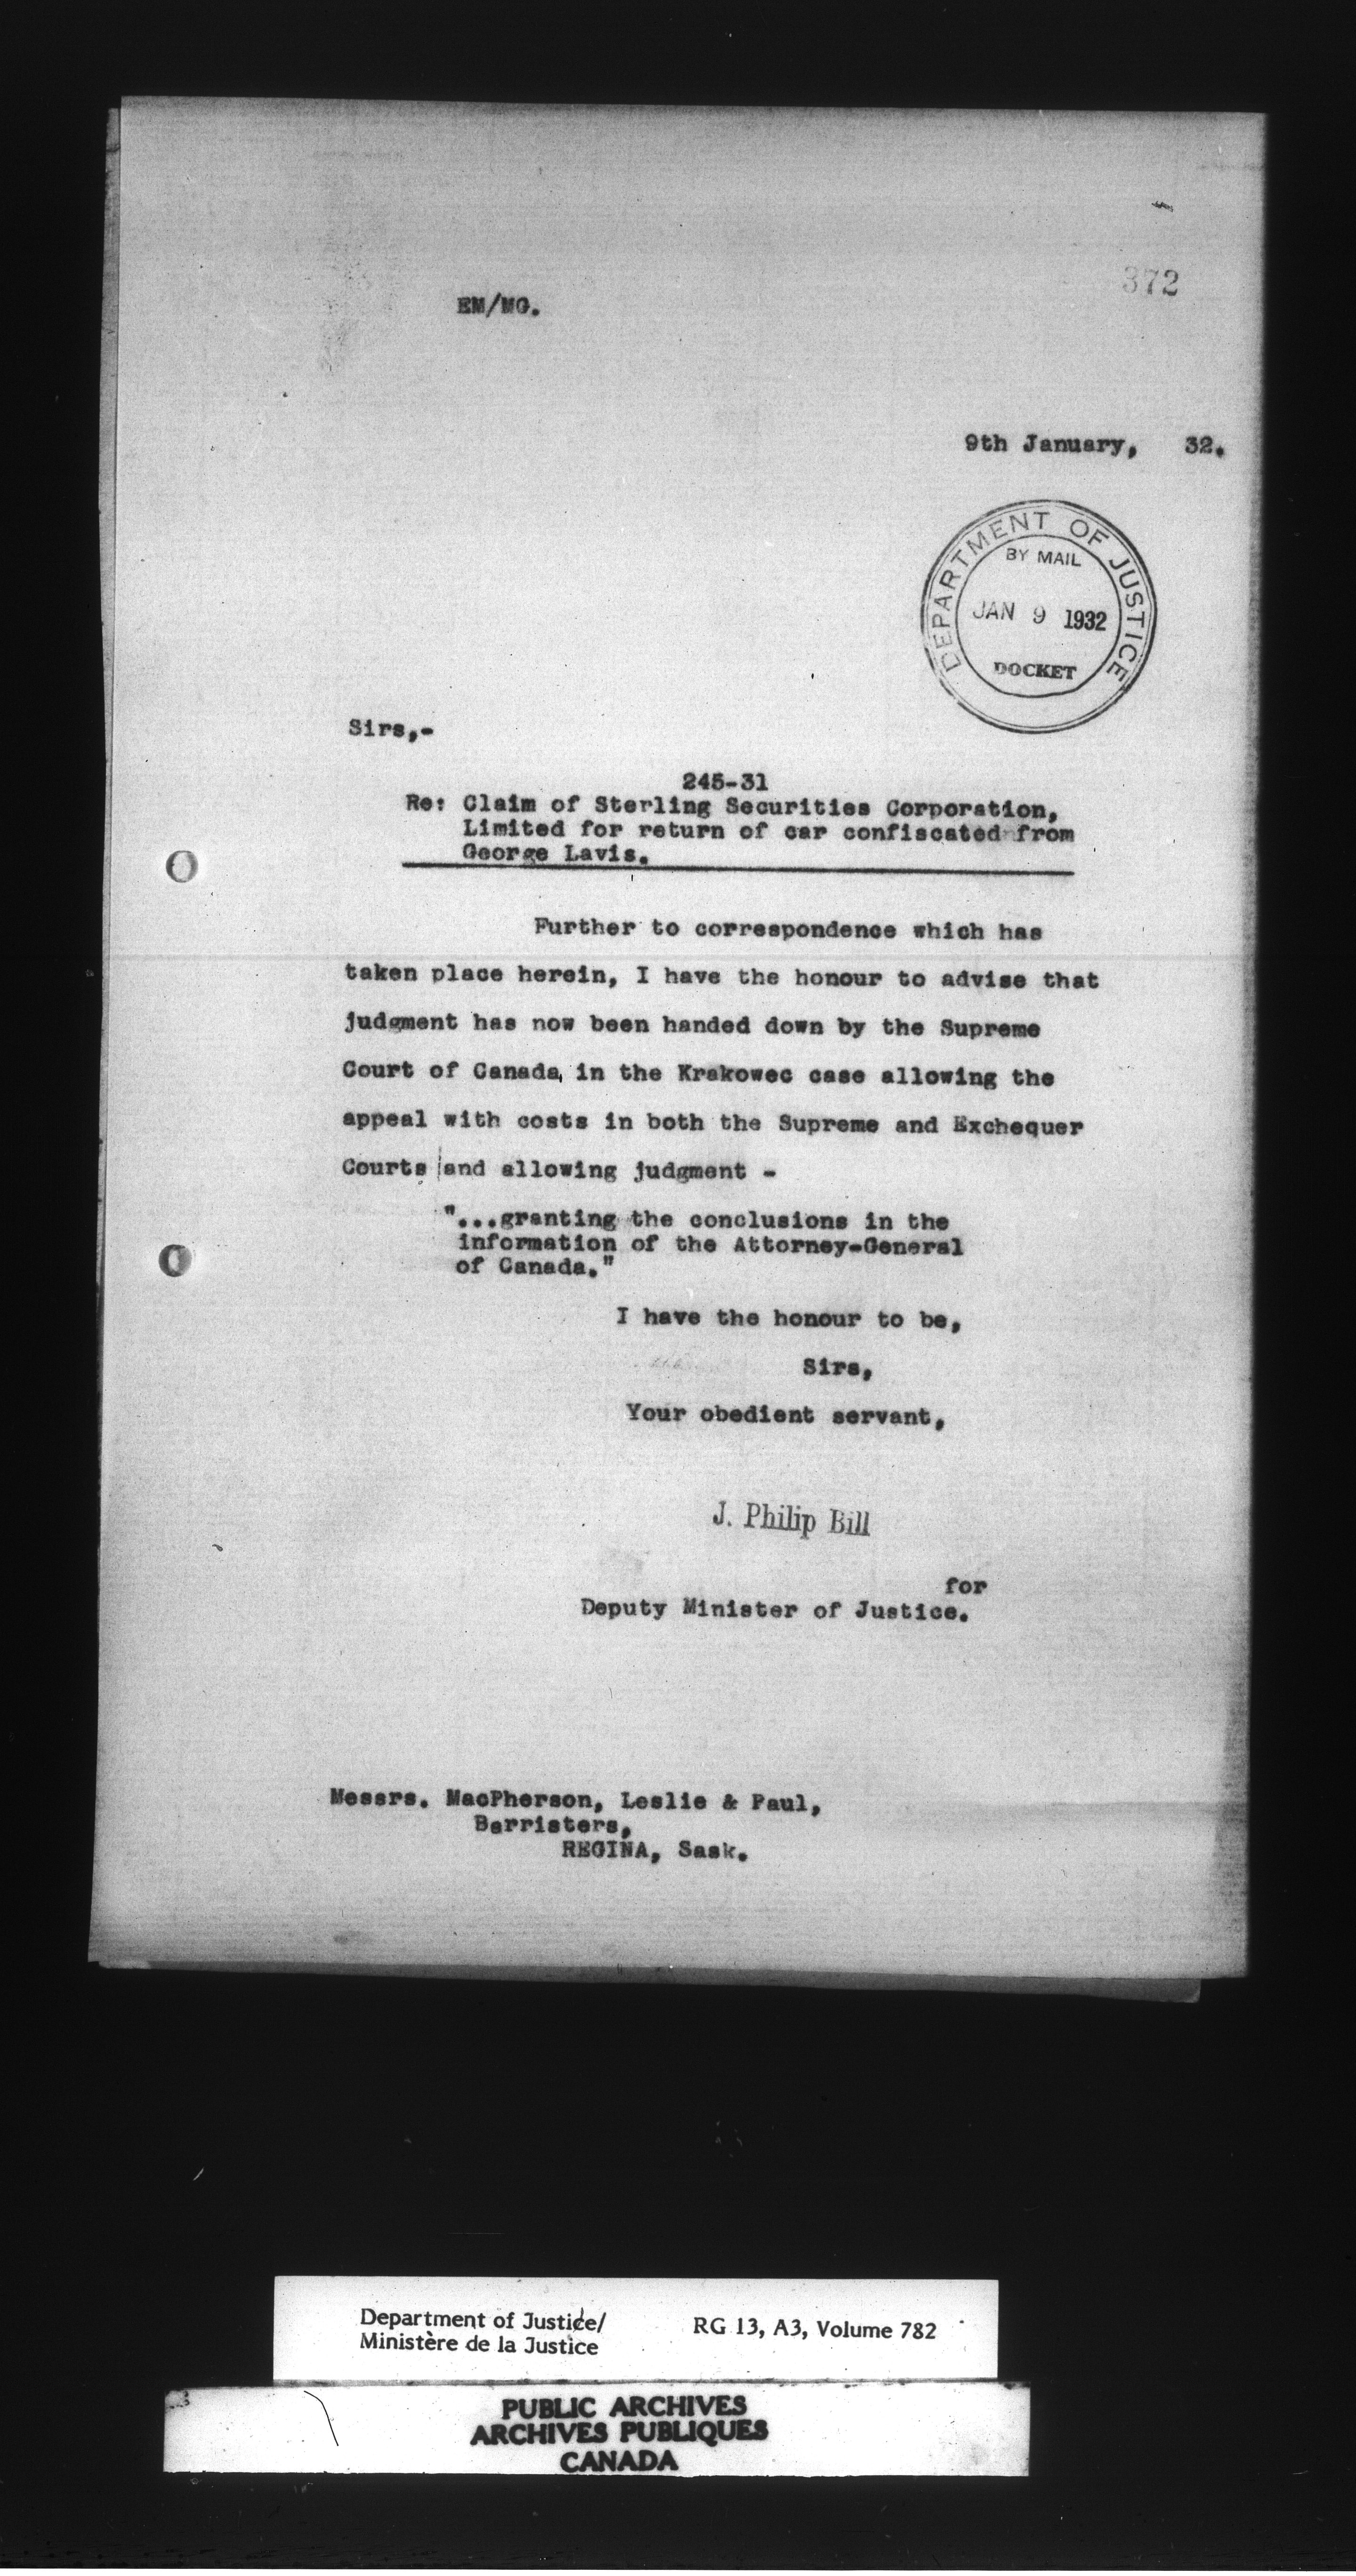 372
EM/MG.
9th January, 32.
DEPARTMENT OF JUSTICE
BY MAIL
JAN 9 1932
DOCKET
Sirs,-
245-31
Re: Claim of Sterling Securities Corporation,
Limited for return of car confiscated from
George Lavis.
Further to correspondence which has
taken place herein, I have the honour to advise that
judgment has now been handed down by the Supreme
Court of Canada, in the Krakowec case allowing the
appeal with costs in both the Supreme and Exchequer
Courts and allowing judgment -
"...granting the conclusions in the
information of the Attorney-General
of Canada."
I have the honour to be,
Sirs,
Your obedient servant,
J. Philip Bill
for
Deputy Minister of Justice.
Messrs. MacPherson, Leslie & Paul,
Barristers,
REGINA, Sask.
Department of Justice/
Ministère de la Justice
RG 13, A3, Volume 782
PUBLIC ARCHIVES
ARCHIVES PUBLIQUES
CANADA